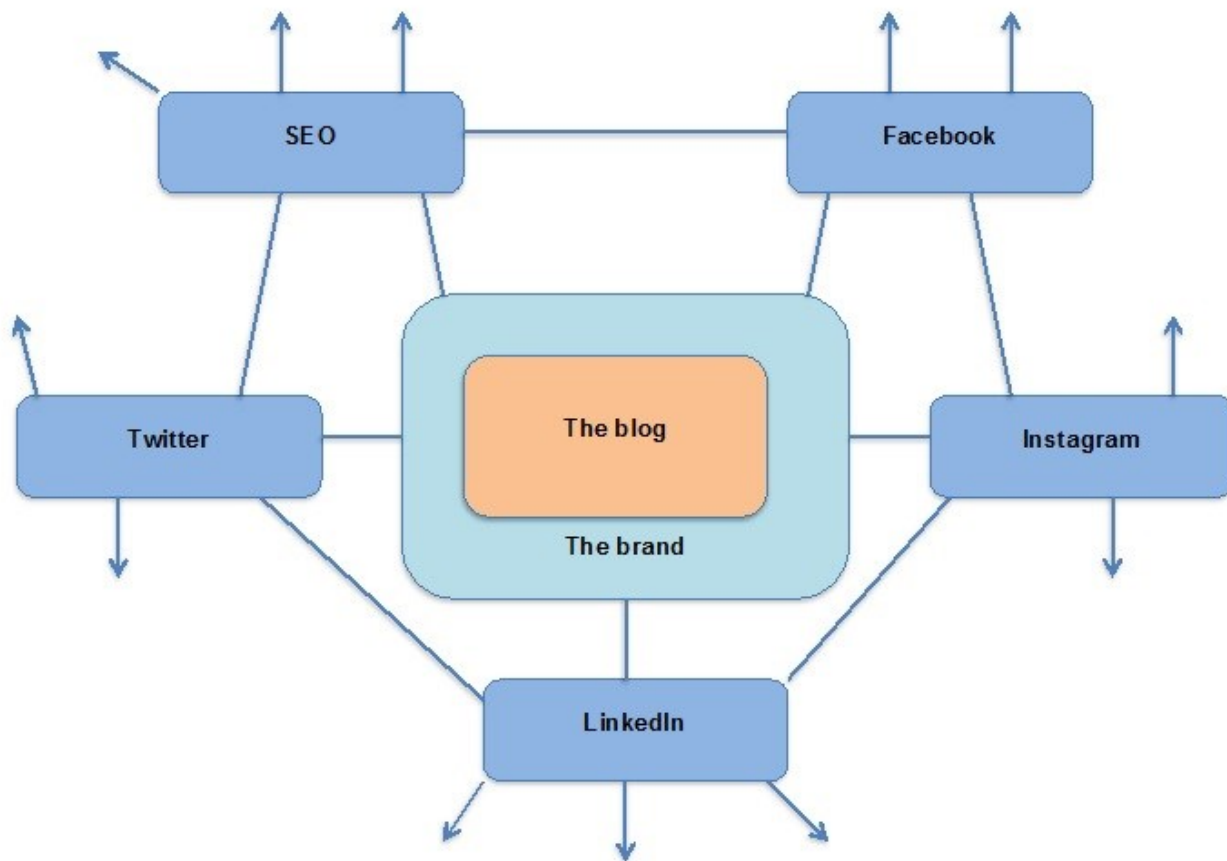 SEO
Facebook
Twitter
The blog
Instagram
The brand
LinkedIn